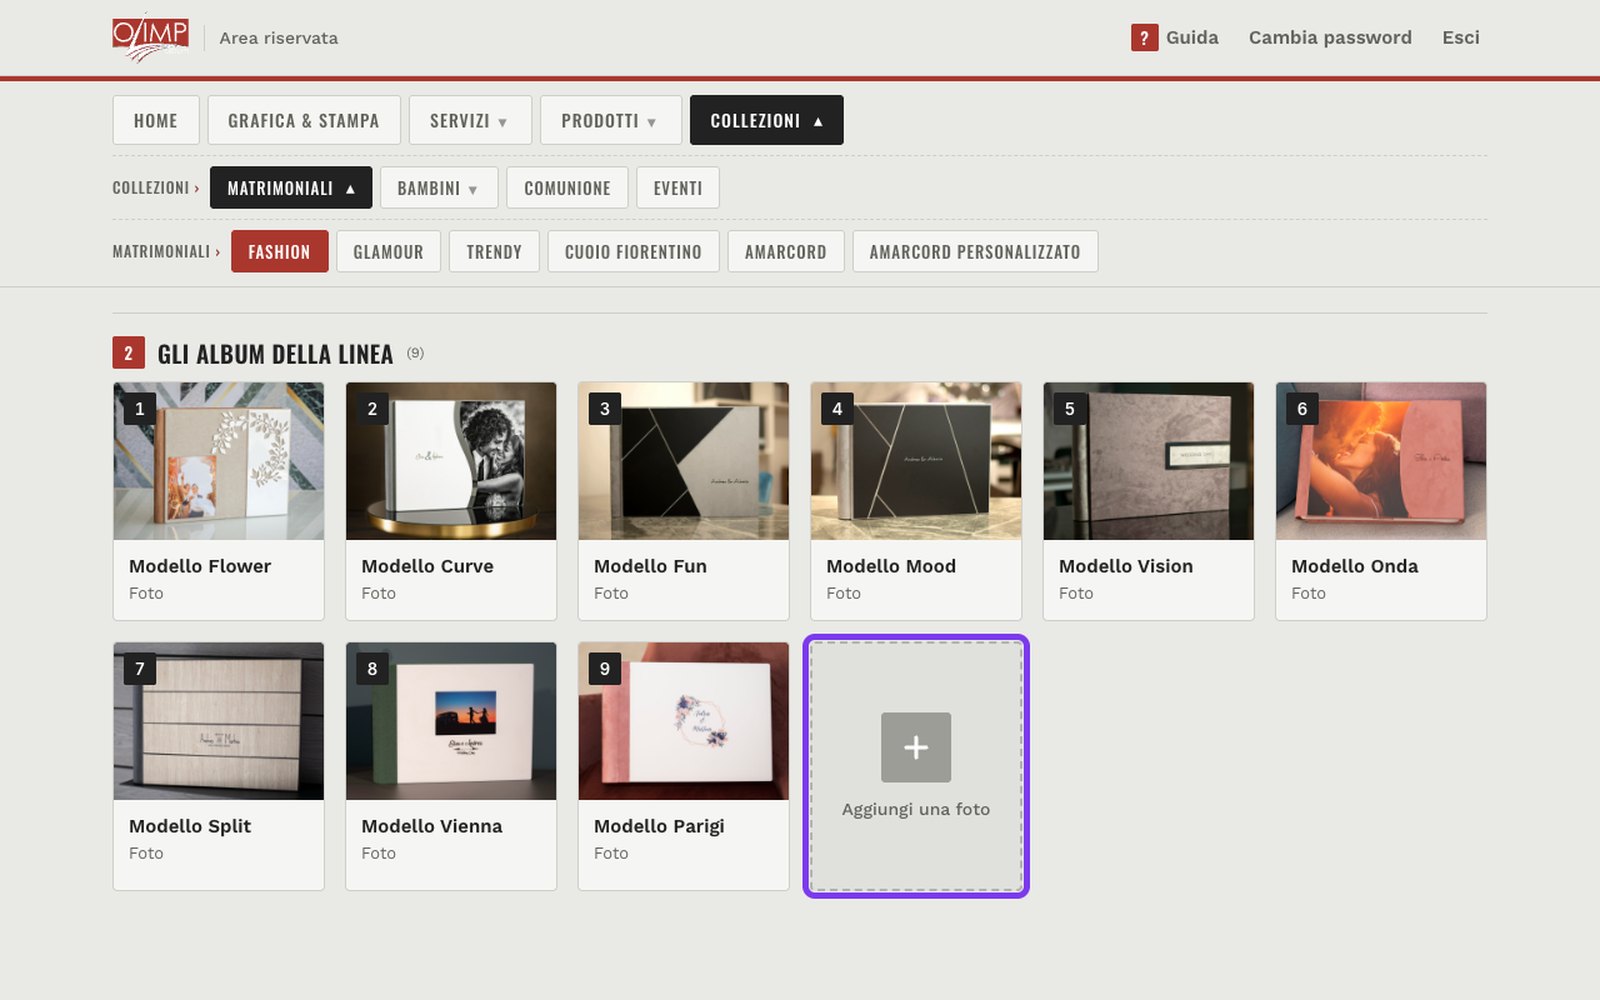 OLIMP
Area riservata
? Guida
Cambia password
Esci
HOME
GRAFICA & STAMPA
SERVIZI ▼
PRODOTTI ▼
COLLEZIONI ▲
COLLEZIONI ›
MATRIMONIALI ▲
BAMBINI ▼
COMUNIONE
EVENTI
MATRIMONIALI ›
FASHION
GLAMOUR
TRENDY
CUOIO FIORENTINO
AMARCORD
AMARCORD PERSONALIZZATO
2 GLI ALBUM DELLA LINEA (9)
1
2
3
4
5
6
Modello Flower
Foto
Modello Curve
Foto
Modello Fun
Foto
Modello Mood
Foto
Modello Vision
Foto
Modello Onda
Foto
7
8
9
+
Aggiungi una foto
Modello Split
Foto
Modello Vienna
Foto
Modello Parigi
Foto